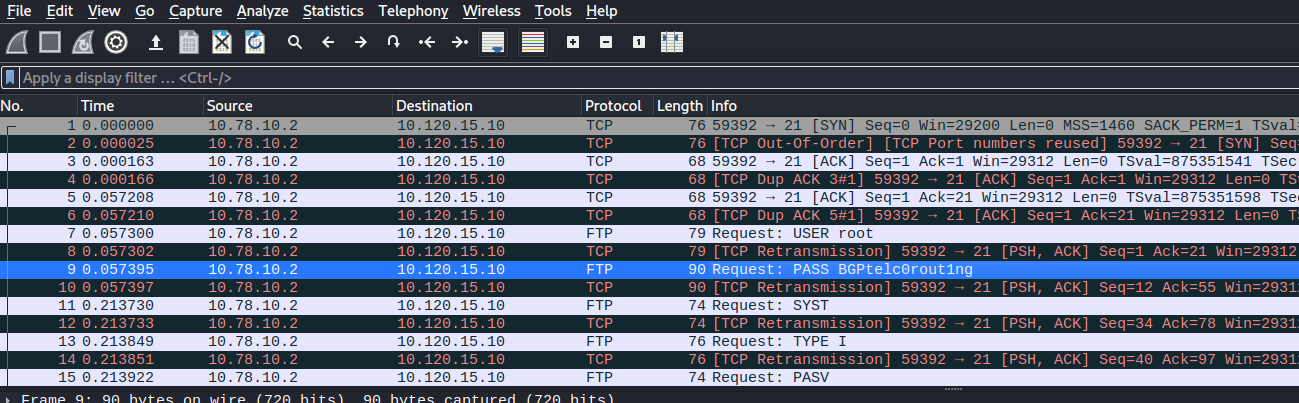 File Edit View Go Capture Analyze Statistics Telephony Wireless Tools Help
Apply a display filter … <Ctrl-/>
No. Time Source Destination Protocol Length Info
1 0.000000 10.78.10.2 10.120.15.10 TCP 76 59392 → 21 [SYN] Seq=0 Win=29200 Len=0 MSS=1460 SACK_PERM=1 TSval=
2 0.000025 10.78.10.2 10.120.15.10 TCP 76 [TCP Out-Of-Order] [TCP Port numbers reused] 59392 → 21 [SYN] Seq=
3 0.000163 10.78.10.2 10.120.15.10 TCP 68 59392 → 21 [ACK] Seq=1 Ack=1 Win=29312 Len=0 TSval=875351541 TSec
4 0.000166 10.78.10.2 10.120.15.10 TCP 68 [TCP Dup ACK 3#1] 59392 → 21 [ACK] Seq=1 Ack=1 Win=29312 Len=0 TS
5 0.057208 10.78.10.2 10.120.15.10 TCP 68 59392 → 21 [ACK] Seq=1 Ack=21 Win=29312 Len=0 TSval=875351598 TSe
6 0.057210 10.78.10.2 10.120.15.10 TCP 68 [TCP Dup ACK 5#1] 59392 → 21 [ACK] Seq=1 Ack=21 Win=29312 Len=0 T
7 0.057300 10.78.10.2 10.120.15.10 FTP 79 Request: USER root
8 0.057302 10.78.10.2 10.120.15.10 TCP 79 [TCP Retransmission] 59392 → 21 [PSH, ACK] Seq=1 Ack=21 Win=29312
9 0.057395 10.78.10.2 10.120.15.10 FTP 90 Request: PASS BGPtelc0rout1ng
10 0.057397 10.78.10.2 10.120.15.10 TCP 90 [TCP Retransmission] 59392 → 21 [PSH, ACK] Seq=12 Ack=55 Win=2931
11 0.213730 10.78.10.2 10.120.15.10 FTP 74 Request: SYST
12 0.213733 10.78.10.2 10.120.15.10 TCP 74 [TCP Retransmission] 59392 → 21 [PSH, ACK] Seq=34 Ack=78 Win=2931
13 0.213849 10.78.10.2 10.120.15.10 FTP 76 Request: TYPE I
14 0.213851 10.78.10.2 10.120.15.10 TCP 76 [TCP Retransmission] 59392 → 21 [PSH, ACK] Seq=40 Ack=97 Win=2931
15 0.213922 10.78.10.2 10.120.15.10 FTP 74 Request: PASV
Frame 9: 90 bytes on wire (720 bits), 90 bytes captured (720 bits)